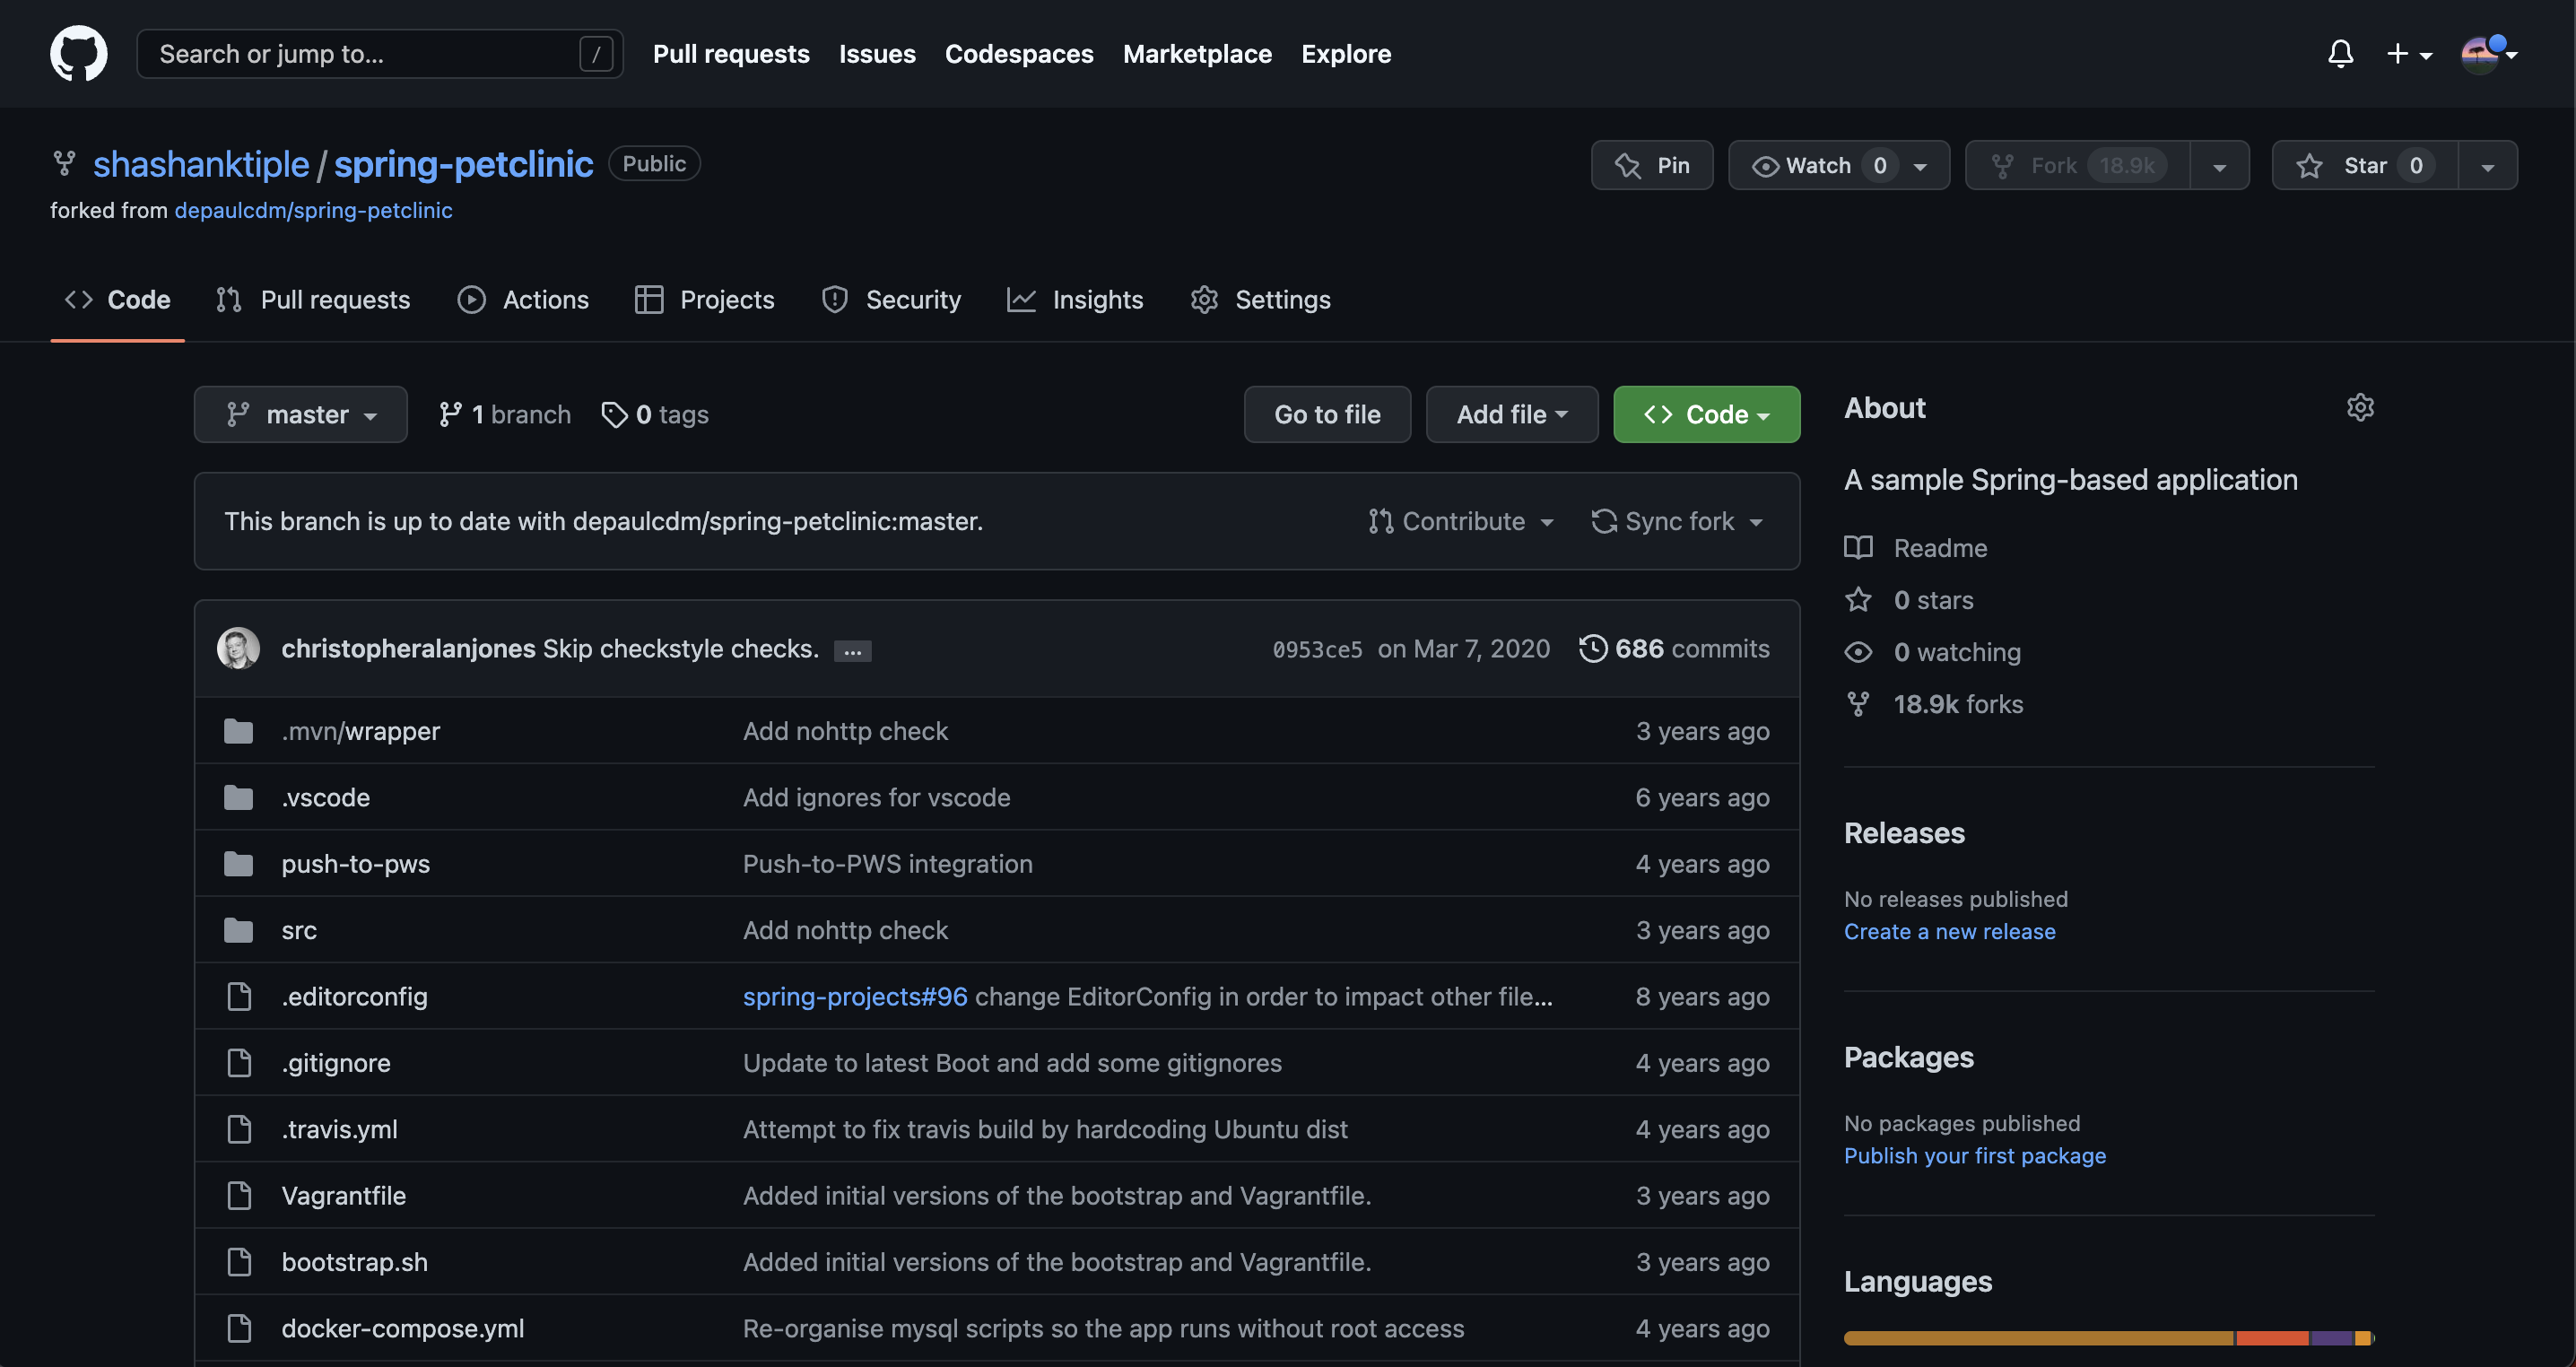 Search or jump to... /
Pull requests Issues Codespaces Marketplace Explore
shashanktiple / spring-petclinic Public
forked from depaulcdm/spring-petclinic
Pin Watch 0 Fork 18.9k Star 0
Code Pull requests Actions Projects Security Insights Settings
master 1 branch 0 tags Go to file Add file Code
This branch is up to date with depaulcdm/spring-petclinic:master. Contribute Sync fork
christopheralanjones Skip checkstyle checks. ... 0953ce5 on Mar 7, 2020 686 commits
.mvn/wrapper Add nohttp check 3 years ago
.vscode Add ignores for vscode 6 years ago
push-to-pws Push-to-PWS integration 4 years ago
src Add nohttp check 3 years ago
.editorconfig spring-projects#96 change EditorConfig in order to impact other file... 8 years ago
.gitignore Update to latest Boot and add some gitignores 4 years ago
.travis.yml Attempt to fix travis build by hardcoding Ubuntu dist 4 years ago
Vagrantfile Added initial versions of the bootstrap and Vagrantfile. 3 years ago
bootstrap.sh Added initial versions of the bootstrap and Vagrantfile. 3 years ago
docker-compose.yml Re-organise mysql scripts so the app runs without root access 4 years ago
About
A sample Spring-based application
Readme
0 stars
0 watching
18.9k forks
Releases
No releases published
Create a new release
Packages
No packages published
Publish your first package
Languages